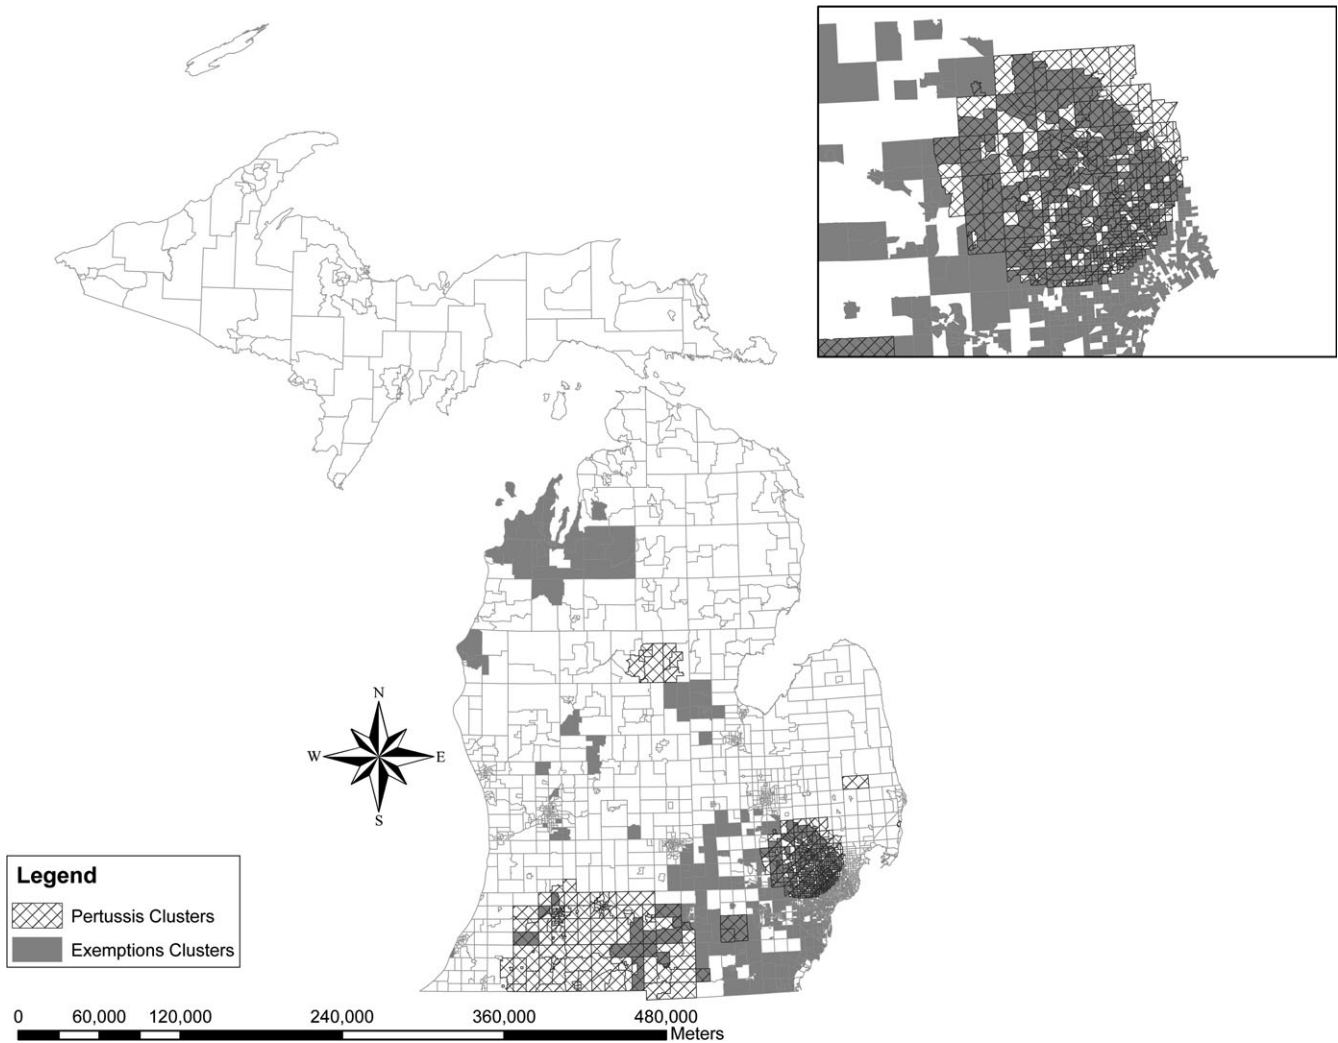 N
W E
S
Legend
Pertussis Clusters
Exemptions Clusters
0 60,000 120,000 240,000 360,000 480,000
Meters